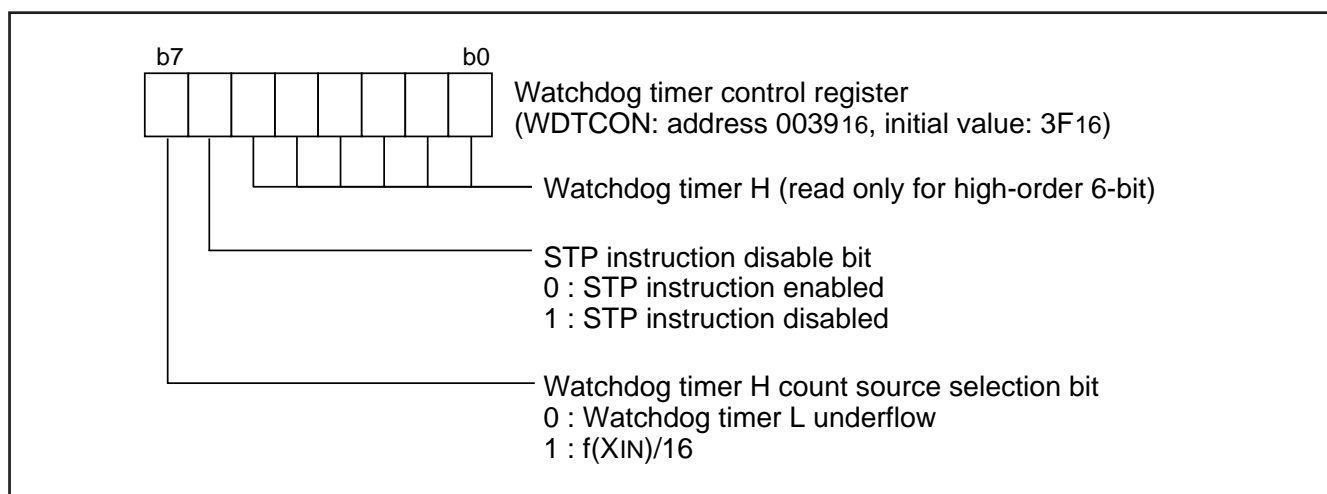 b7 b0
Watchdog timer control register
(WDTCON: address 003916, initial value: 3F16)
Watchdog timer H (read only for high-order 6-bit)
STP instruction disable bit
0 : STP instruction enabled
1 : STP instruction disabled
Watchdog timer H count source selection bit
0 : Watchdog timer L underflow
1 : f(XIN)/16